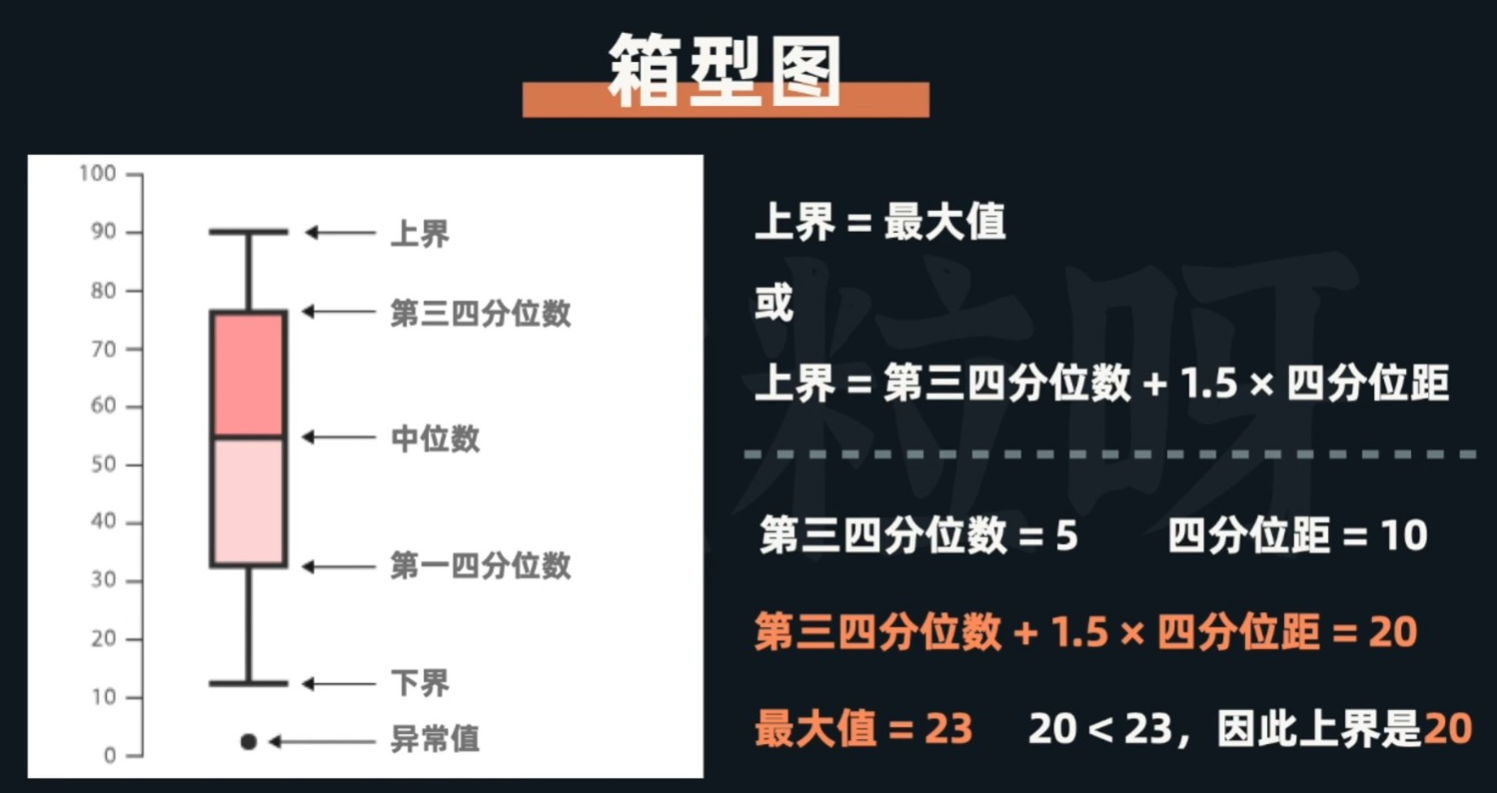 箱型图
100
90
80
70
60
50
40
30
20
10
0
上界
第三四分位数
中位数
第一四分位数
下界
异常值
上界 = 最大值
或
上界 = 第三四分位数 + 1.5 × 四分位距
第三四分位数 = 5 四分位距 = 10
第三四分位数 + 1.5 × 四分位距 = 20
最大值 = 23 20 < 23，因此上界是20
粒呀